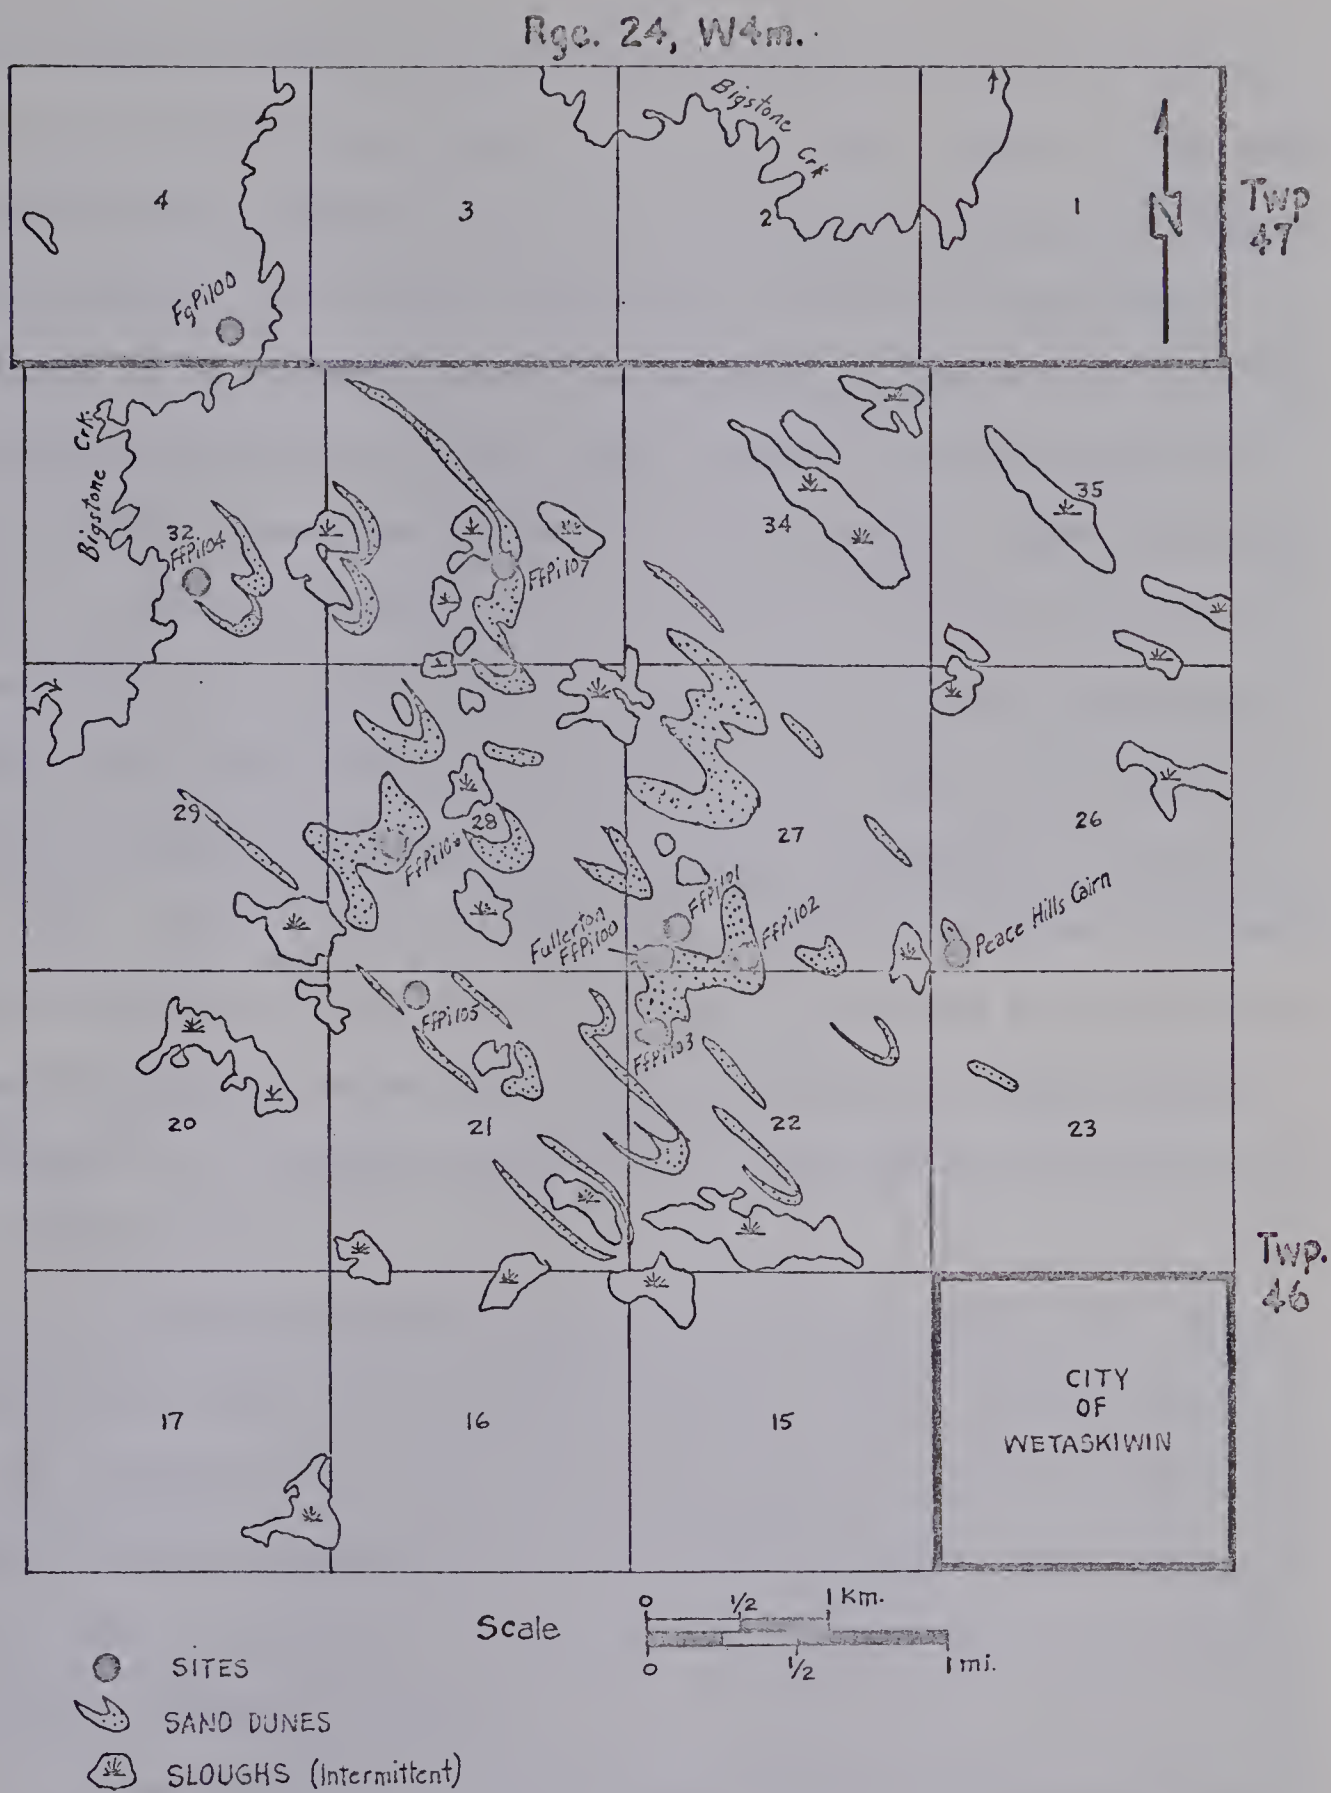 Rge. 24, W4m.
Bigstone
Crk.
4
3
2
1
N
Twp
47
FgPi100
Bigstone Crk.
32
FfPi104
FfPi107
34
35
29
28
FfPi106
27
26
FfPi101
FfPi102
Fullerton
FfPi100
Peace Hills Cairn
FfPi105
FfPi103
20
21
22
23
Twp.
46
17
16
15
CITY
OF
WETASKIWIN
Scale
0 1/2 1 Km.
0 1/2 1 mi.
SITES
SAND DUNES
SLOUGHS (Intermittent)